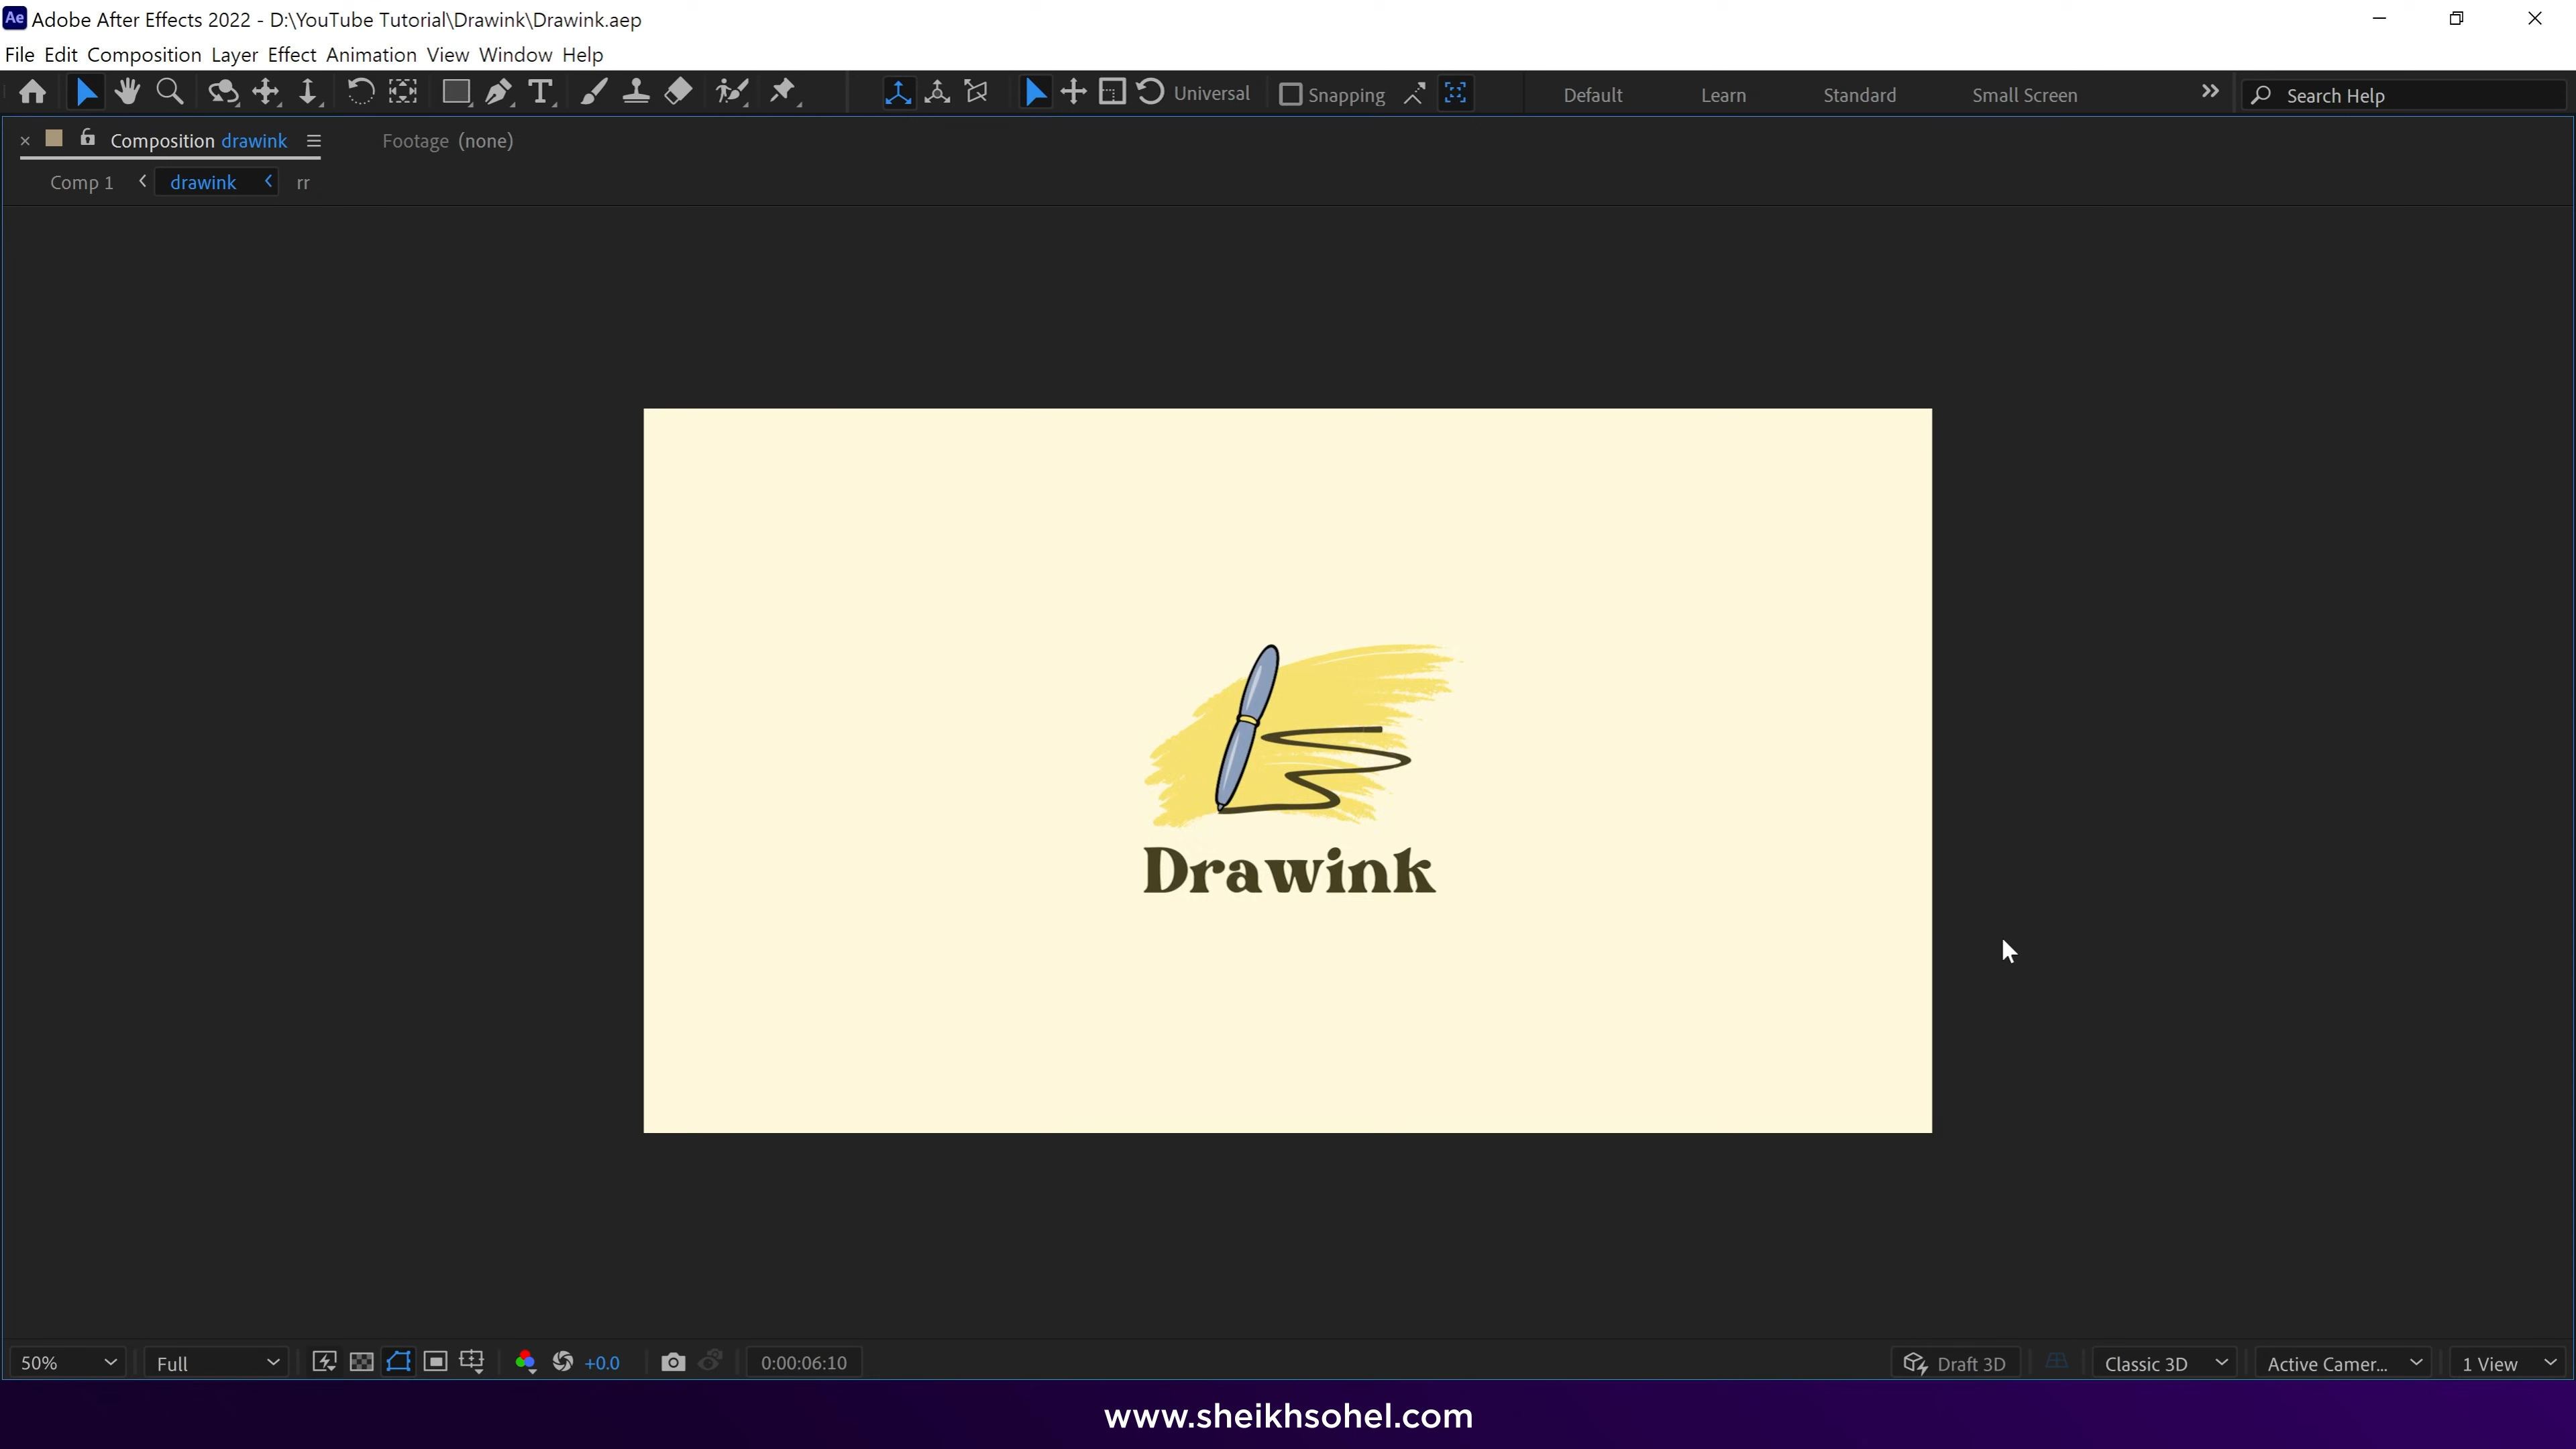 Ae Adobe After Effects 2022 - D:\YouTube Tutorial\Drawink\Drawink.aep
File Edit Composition Layer Effect Animation View Window Help
Universal Snapping Default Learn Standard Small Screen Search Help
Composition drawink Footage (none)
Comp 1 drawink rr
Drawink
50% Full +0.0 0:00:06:10 Draft 3D Classic 3D Active Camer... 1 View
www.sheikhsohel.com